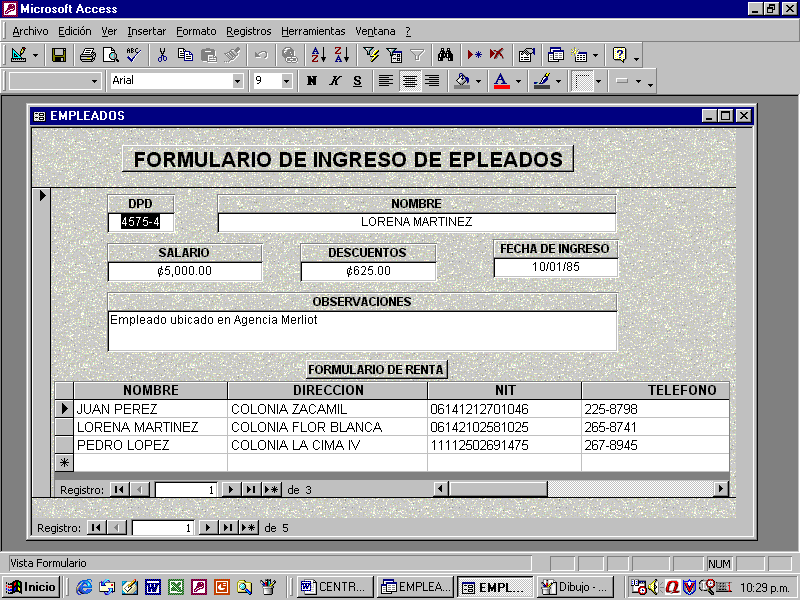 Microsoft Access
Archivo Edición Ver Insertar Formato Registros Herramientas Ventana ?
Arial 9 N K S
EMPLEADOS
FORMULARIO DE INGRESO DE EPLEADOS
DPD NOMBRE
4575-4 LORENA MARTINEZ
SALARIO DESCUENTOS FECHA DE INGRESO
¢5,000.00 ¢625.00 10/01/85
OBSERVACIONES
Empleado ubicado en Agencia Merliot
FORMULARIO DE RENTA
NOMBRE DIRECCION NIT TELEFONO
JUAN PEREZ COLONIA ZACAMIL 06141212701046 225-8798
LORENA MARTINEZ COLONIA FLOR BLANCA 06142102581025 265-8741
PEDRO LOPEZ COLONIA LA CIMA IV 11112502691475 267-8945
Registro: 1 de 3
Registro: 1 de 5
Vista Formulario NUM
Inicio CENTR... EMPLEA... EMPL... Dibujo - ... 10:29 p.m.